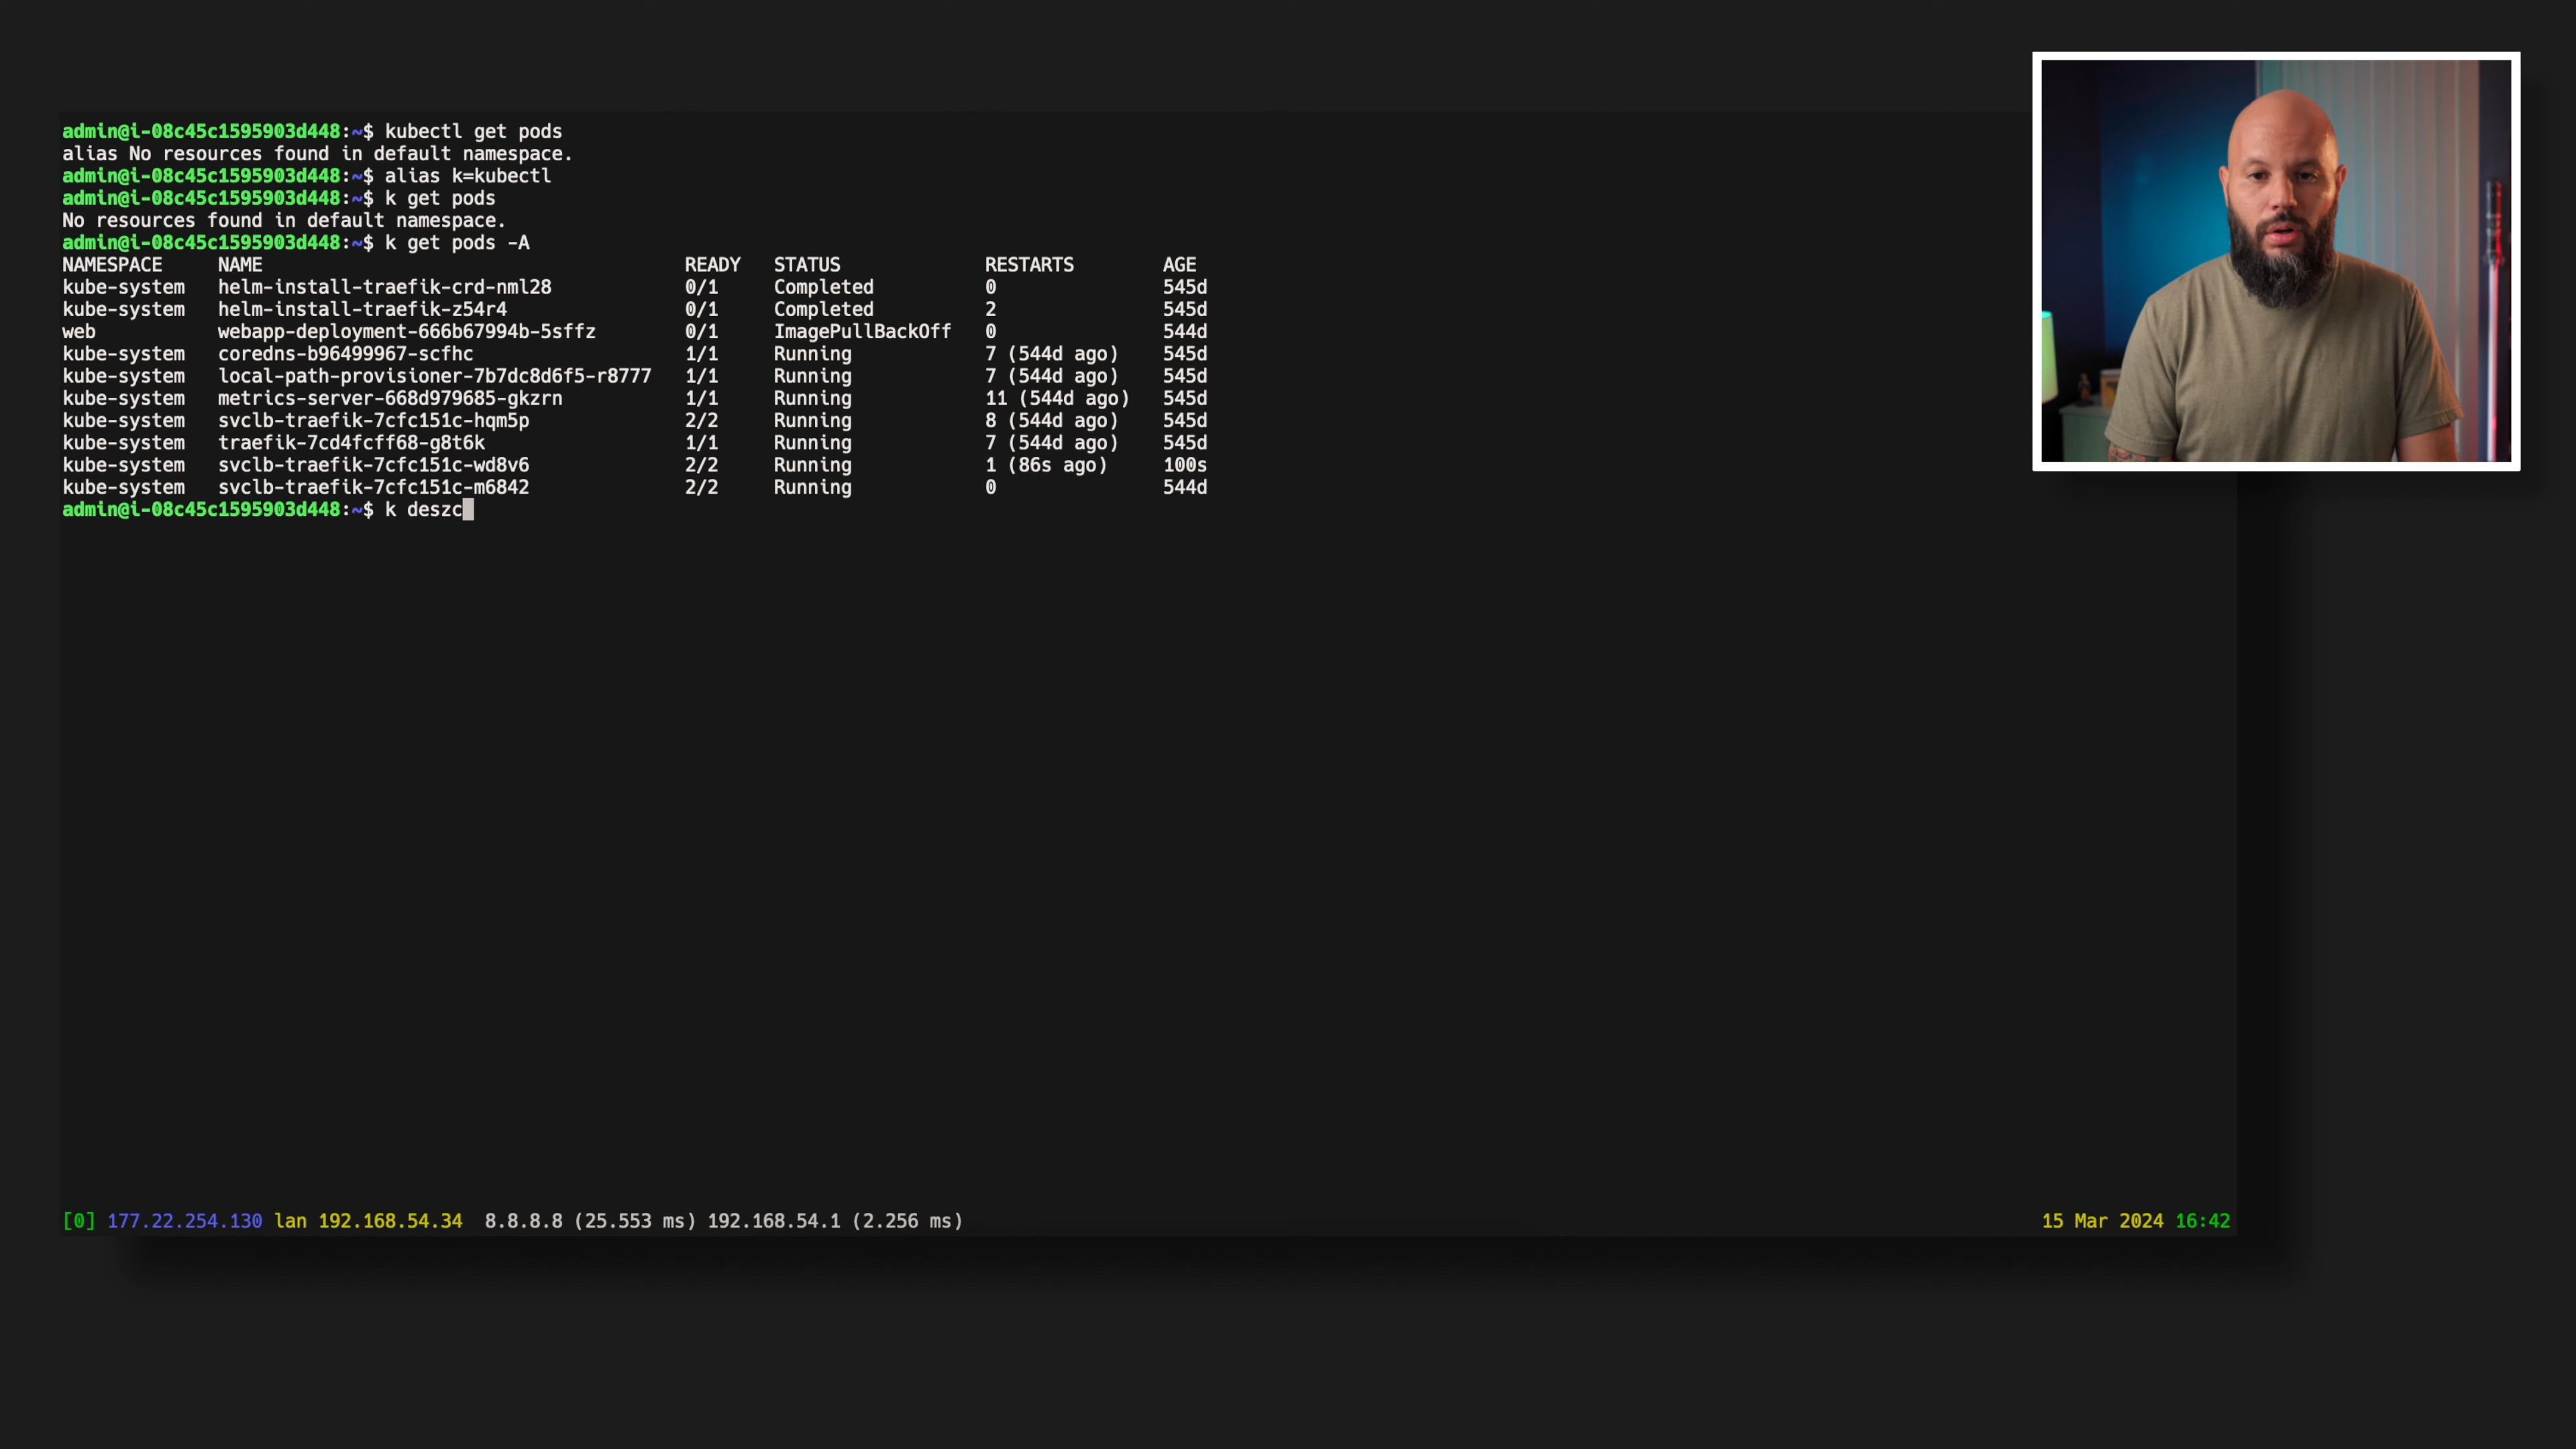 admin@i-08c45c1595903d448:~$ kubectl get pods
alias No resources found in default namespace.
admin@i-08c45c1595903d448:~$ alias k=kubectl
admin@i-08c45c1595903d448:~$ k get pods
No resources found in default namespace.
admin@i-08c45c1595903d448:~$ k get pods -A
NAMESPACE NAME READY STATUS RESTARTS AGE
kube-system helm-install-traefik-crd-nml28 0/1 Completed 0 545d
kube-system helm-install-traefik-z54r4 0/1 Completed 2 545d
web webapp-deployment-666b67994b-5sffz 0/1 ImagePullBackOff 0 544d
kube-system coredns-b96499967-scfhc 1/1 Running 7 (544d ago) 545d
kube-system local-path-provisioner-7b7dc8d6f5-r8777 1/1 Running 7 (544d ago) 545d
kube-system metrics-server-668d979685-gkzrn 1/1 Running 11 (544d ago) 545d
kube-system svclb-traefik-7cfc151c-hqm5p 2/2 Running 8 (544d ago) 545d
kube-system traefik-7cd4fcff68-g8t6k 1/1 Running 7 (544d ago) 545d
kube-system svclb-traefik-7cfc151c-wd8v6 2/2 Running 1 (86s ago) 100s
kube-system svclb-traefik-7cfc151c-m6842 2/2 Running 0 544d
admin@i-08c45c1595903d448:~$ k deszc
[0] 177.22.254.130 lan 192.168.54.34 8.8.8.8 (25.553 ms) 192.168.54.1 (2.256 ms) 15 Mar 2024 16:42